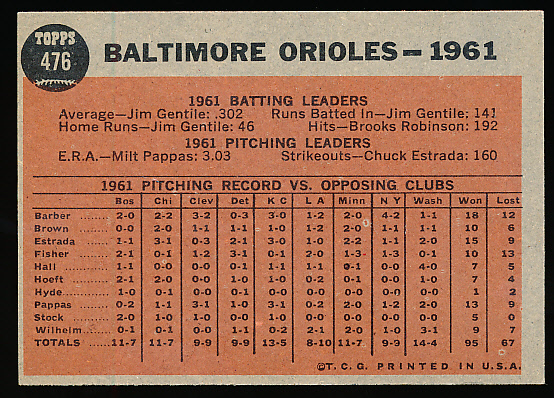 TOPPS
476
BALTIMORE ORIOLES — 1961
1961 BATTING LEADERS
Average—Jim Gentile: .302 Runs Batted In—Jim Gentile: 141
Home Runs—Jim Gentile: 46 Hits—Brooks Robinson: 192
1961 PITCHING LEADERS
E.R.A.—Milt Pappas: 3.03 Strikeouts—Chuck Estrada: 160
1961 PITCHING RECORD VS. OPPOSING CLUBS
Bos Chi Clev Det K C L A Minn N Y Wash Won Lost
Barber ........ 2-0 2-2 3-2 0-3 3-0 1-2 2-0 4-2 1-1 18 12
Brown ........ 0-0 2-0 1-1 1-1 1-0 2-1 2-0 0-2 1-1 10 6
Estrada ...... 1-1 3-1 0-3 2-1 3-0 1-0 2-2 1-1 2-0 15 9
Fisher ........ 2-1 0-1 1-2 3-1 0-2 1-2 1-3 1-1 1-0 10 13
Hall ............ 1-1 0-0 0-0 0-0 1-1 1-1 0-1 0-0 4-0 7 5
Hoeft .......... 2-1 2-0 0-0 1-0 1-0 0-2 0-1 1-0 0-0 7 4
Hyde .......... 1-0 0-1 0-0 0-0 0-0 0-1 0-0 0-0 0-0 1 2
Pappas ...... 0-2 1-1 3-1 1-0 3-0 0-1 2-0 1-2 2-0 13 9
Stock ........ 2-0 0-0 1-0 0-0 1-0 0-0 0-0 1-0 0-0 5 0
Wilhelm ...... 0-1 0-1 0-0 1-1 0-2 2-1 2-0 1-0 3-1 9 7
TOTALS ...... 11-7 11-7 9-9 9-9 13-5 8-10 11-7 9-9 14-4 95 67
©T.C.G. PRINTED IN U.S.A.